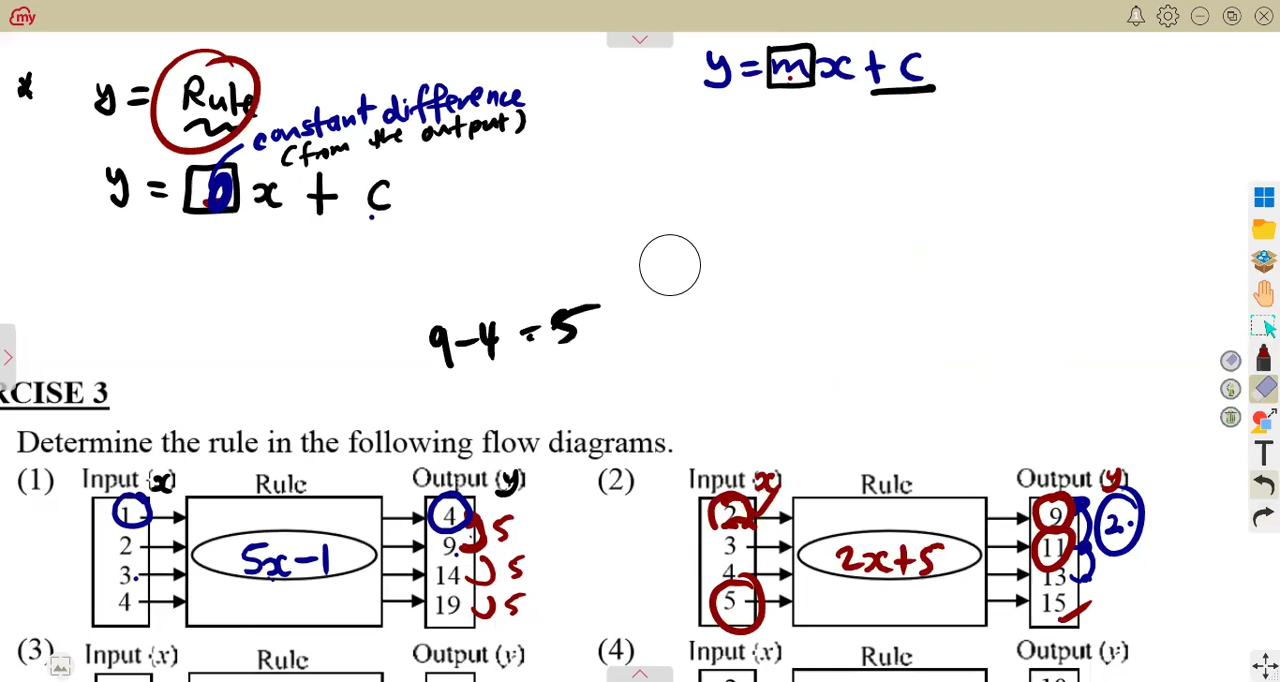 my
* y = Rule
constant difference
(from the output)
y = x + c
y = mx + c
9 - 4 = 5
RCISE 3
Determine the rule in the following flow diagrams.
(1) Input {x} Rule Output {y}
1 4
2 9
3 14
4 19
5x - 1
5
5
5
(2) Input {x} Rule Output {y}
2 9
3 11
4 13
5 15
2x + 5
x
y
2.
(3) Input {x} Rule Output {y}
(4) Input {x} Rule Output {y}
T